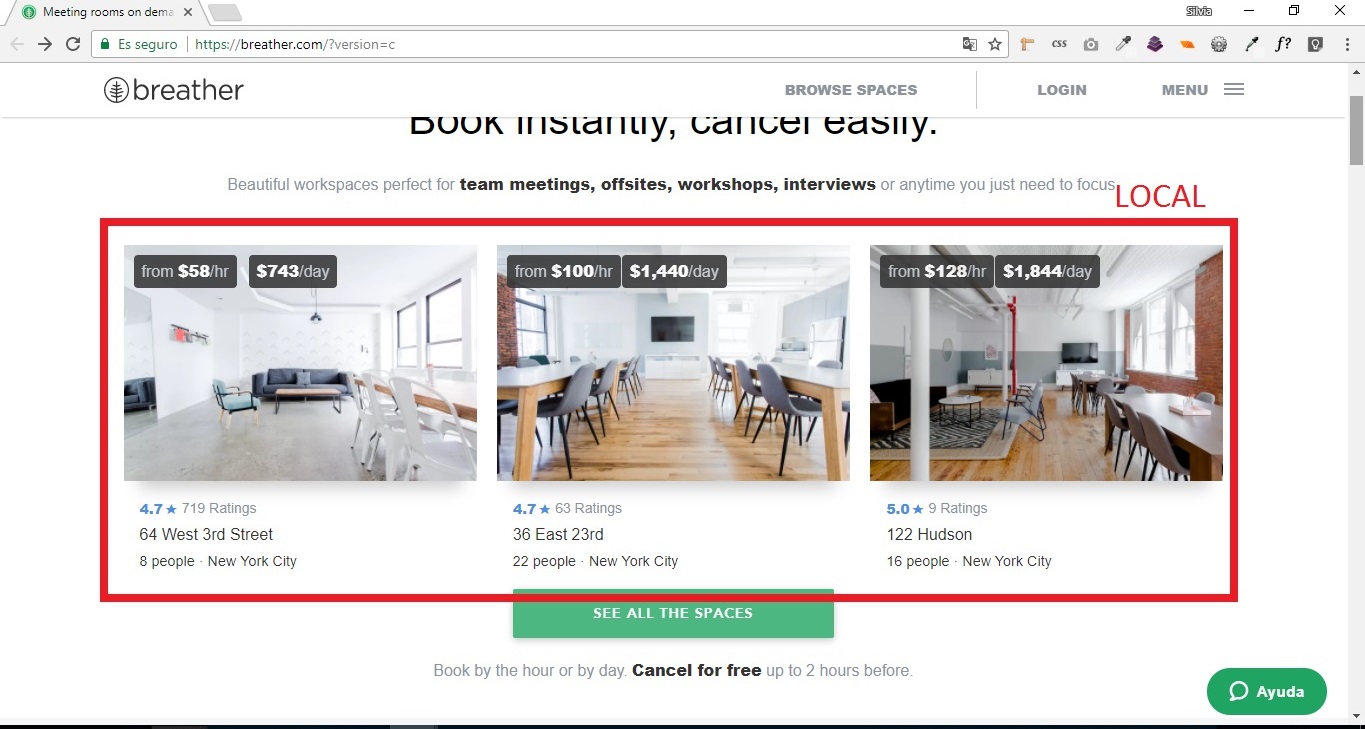 Meeting rooms on dema
Silvia
Es seguro
https://breather.com/?version=c
css
f?
breather
BROWSE SPACES
LOGIN
MENU
Book instantly, cancel easily.
Beautiful workspaces perfect for team meetings, offsites, workshops, interviews or anytime you just need to focus.
LOCAL
from $58/hr $743/day
from $100/hr $1,440/day
from $128/hr $1,844/day
4.7 ★ 719 Ratings
64 West 3rd Street
8 people · New York City
4.7 ★ 63 Ratings
36 East 23rd
22 people · New York City
5.0 ★ 9 Ratings
122 Hudson
16 people · New York City
SEE ALL THE SPACES
Book by the hour or by day. Cancel for free up to 2 hours before.
Ayuda